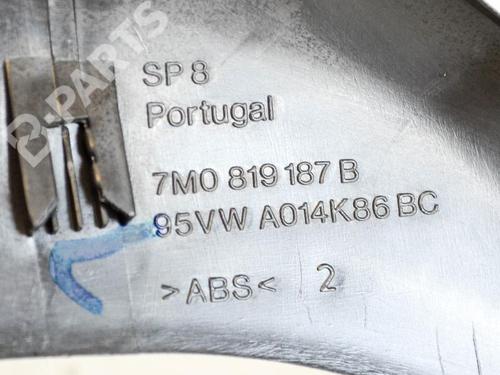 B-PARTS
SP 8
Portugal
7M0 819 187 B
95VW A014K86 BC
>ABS< 2